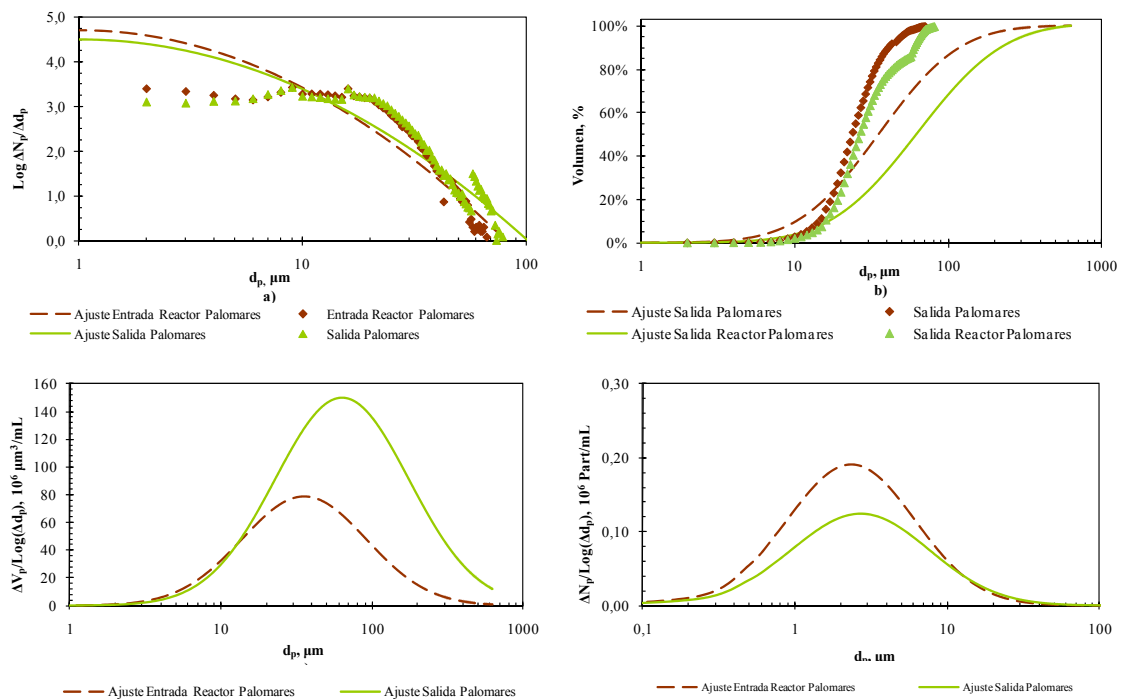 5,0
4,0
3,0
2,0
1,0
0,0
Log ΔNp/Δdp
1
10
100
dp, μm
a)
Ajuste Entrada Reactor Palomares
Entrada Reactor Palomares
Ajuste Salida Palomares
Salida Palomares
100%
80%
60%
40%
20%
0%
Volumen, %
1
10
100
1000
dp, μm
b)
Ajuste Salida Palomares
Salida Palomares
Ajuste Salida Reactor Palomares
Salida Reactor Palomares
160
140
120
100
80
60
40
20
0
ΔVp/Log(Δdp), 10⁶ μm³/mL
1
10
100
1000
dp, μm
Ajuste Entrada Reactor Palomares
Ajuste Salida Palomares
0,30
0,20
0,10
0,00
ΔNp/Log(Δdp), 10⁶ Part/mL
0,1
1
10
100
dp, μm
Ajuste Entrada Reactor Palomares
Ajuste Salida Palomares